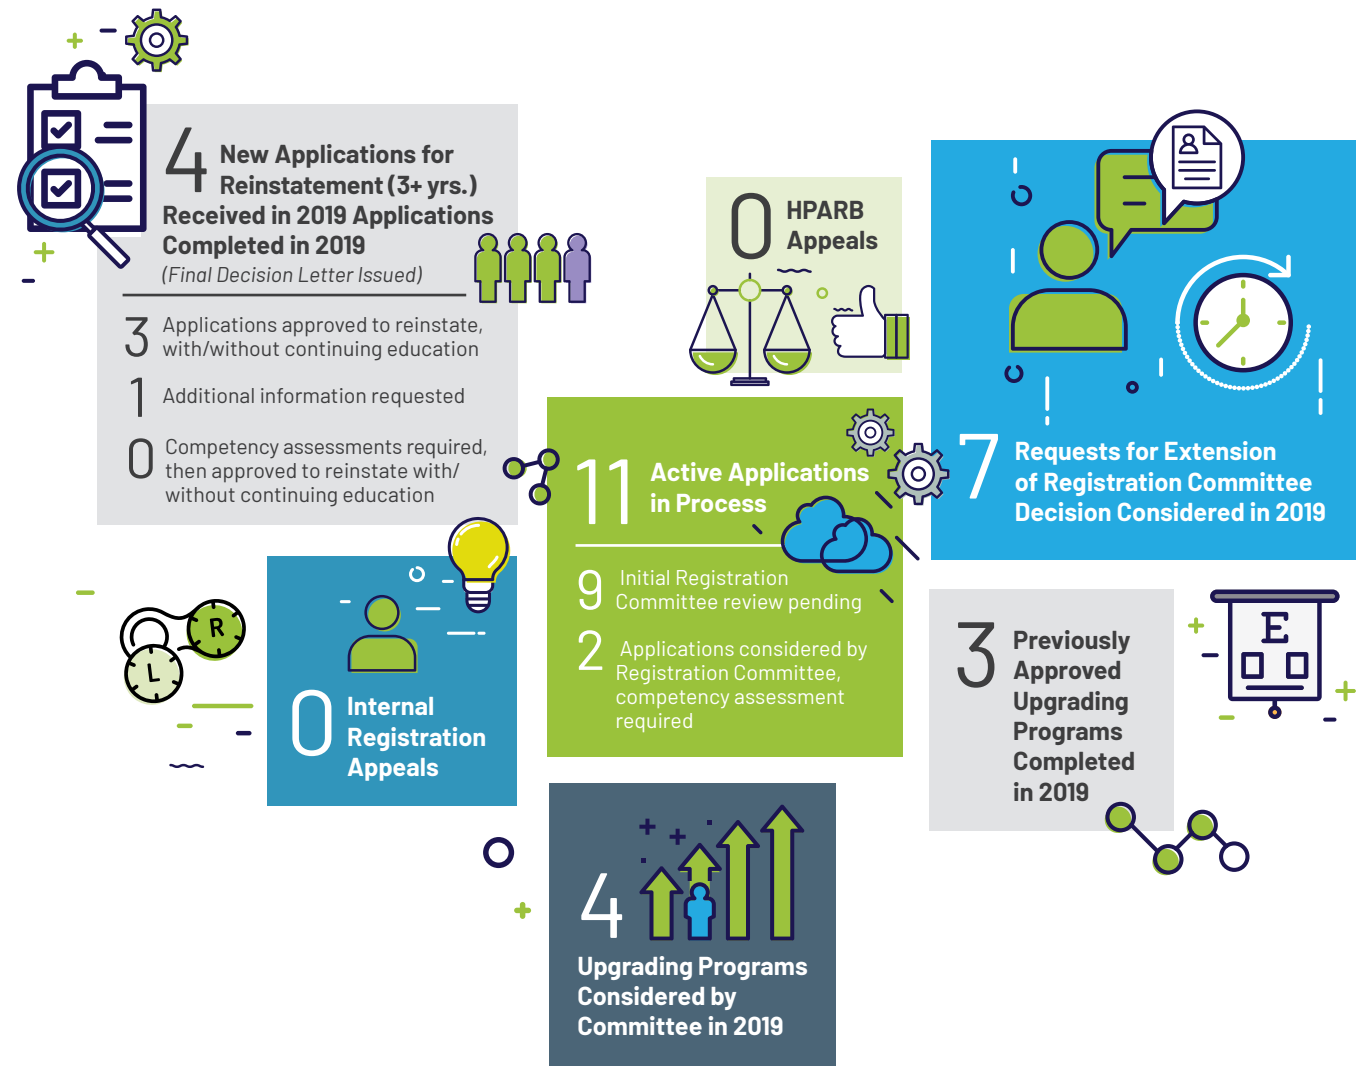 4 New Applications for
Reinstatement (3+ yrs.)
Received in 2019 Applications
Completed in 2019
(Final Decision Letter Issued)
3 Applications approved to reinstate,
with/without continuing education
1 Additional information requested
0 Competency assessments required,
then approved to reinstate with/
without continuing education
0 HPARB
Appeals
7 Requests for Extension
of Registration Committee
Decision Considered in 2019
11 Active Applications
in Process
9 Initial Registration
Committee review pending
2 Applications considered by
Registration Committee,
competency assessment
required
R
L
0 Internal
Registration
Appeals
3 Previously
Approved
Upgrading
Programs
Completed
in 2019
E
4
Upgrading Programs
Considered by
Committee in 2019